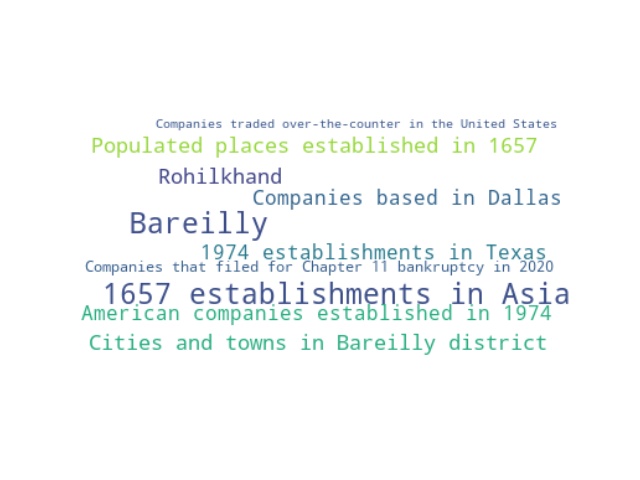 Companies traded over-the-counter in the United States
Populated places established in 1657
Rohilkhand
Companies based in Dallas
Bareilly
1974 establishments in Texas
Companies that filed for Chapter 11 bankruptcy in 2020
1657 establishments in Asia
American companies established in 1974
Cities and towns in Bareilly district